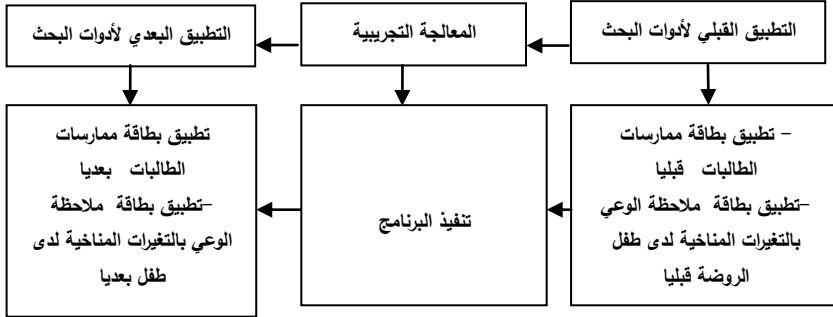 التطبيق القبلي لأدوات البحث
المعالجة التجريبية
التطبيق البعدي لأدوات البحث
– تطبيق بطاقة ممارسات
الطالبات قبليا
–تطبيق بطاقة ملاحظة الوعي
بالتغيرات المناخية لدى طفل
الروضة قبليا
تنفيذ البرنامج
تطبيق بطاقة ممارسات
الطالبات بعديا
–تطبيق بطاقة ملاحظة
الوعي بالتغيرات المناخية لدى
طفل بعديا